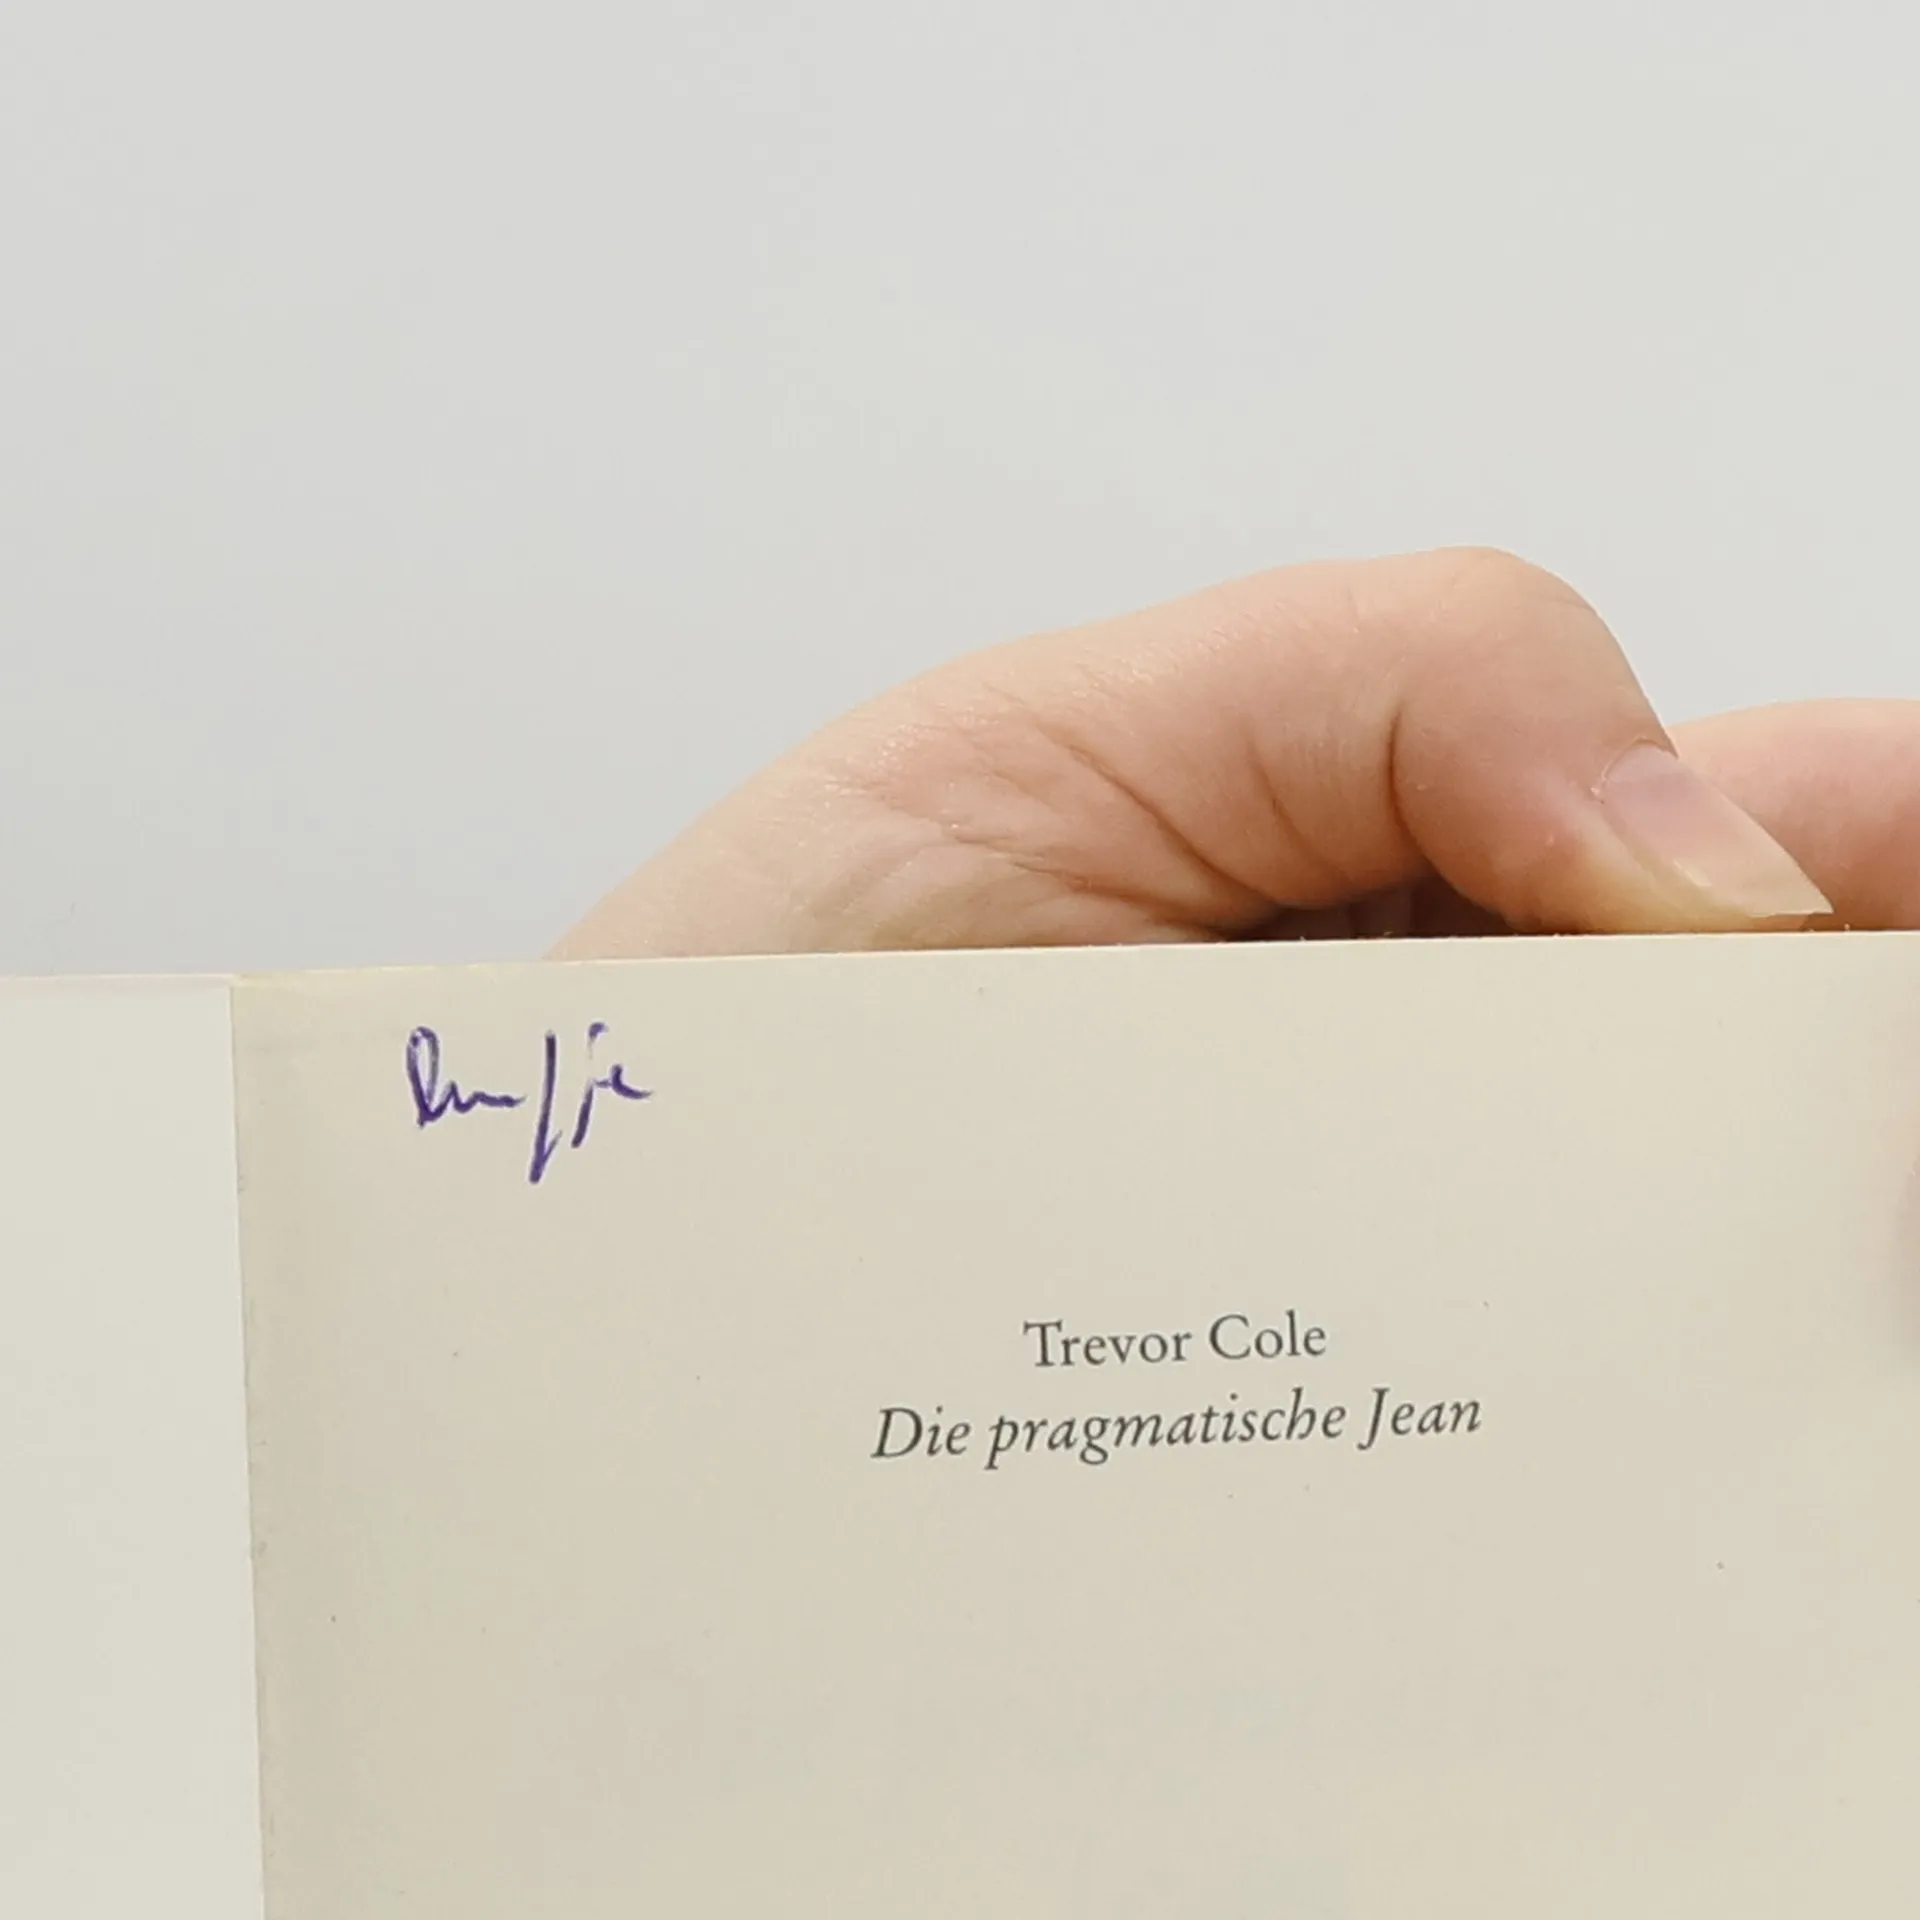 Trevor Cole
Die pragmatische Jean